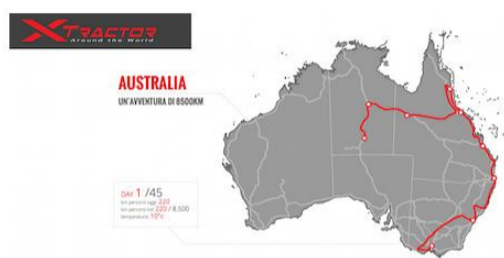 XTRACTOR
Around the World
AUSTRALIA
UN'AVVENTURA DI 8500KM
DAY 1 /45
km percorsi oggi: 220
km percorsi tot: 220 / 8.500
temperatura: 10°c